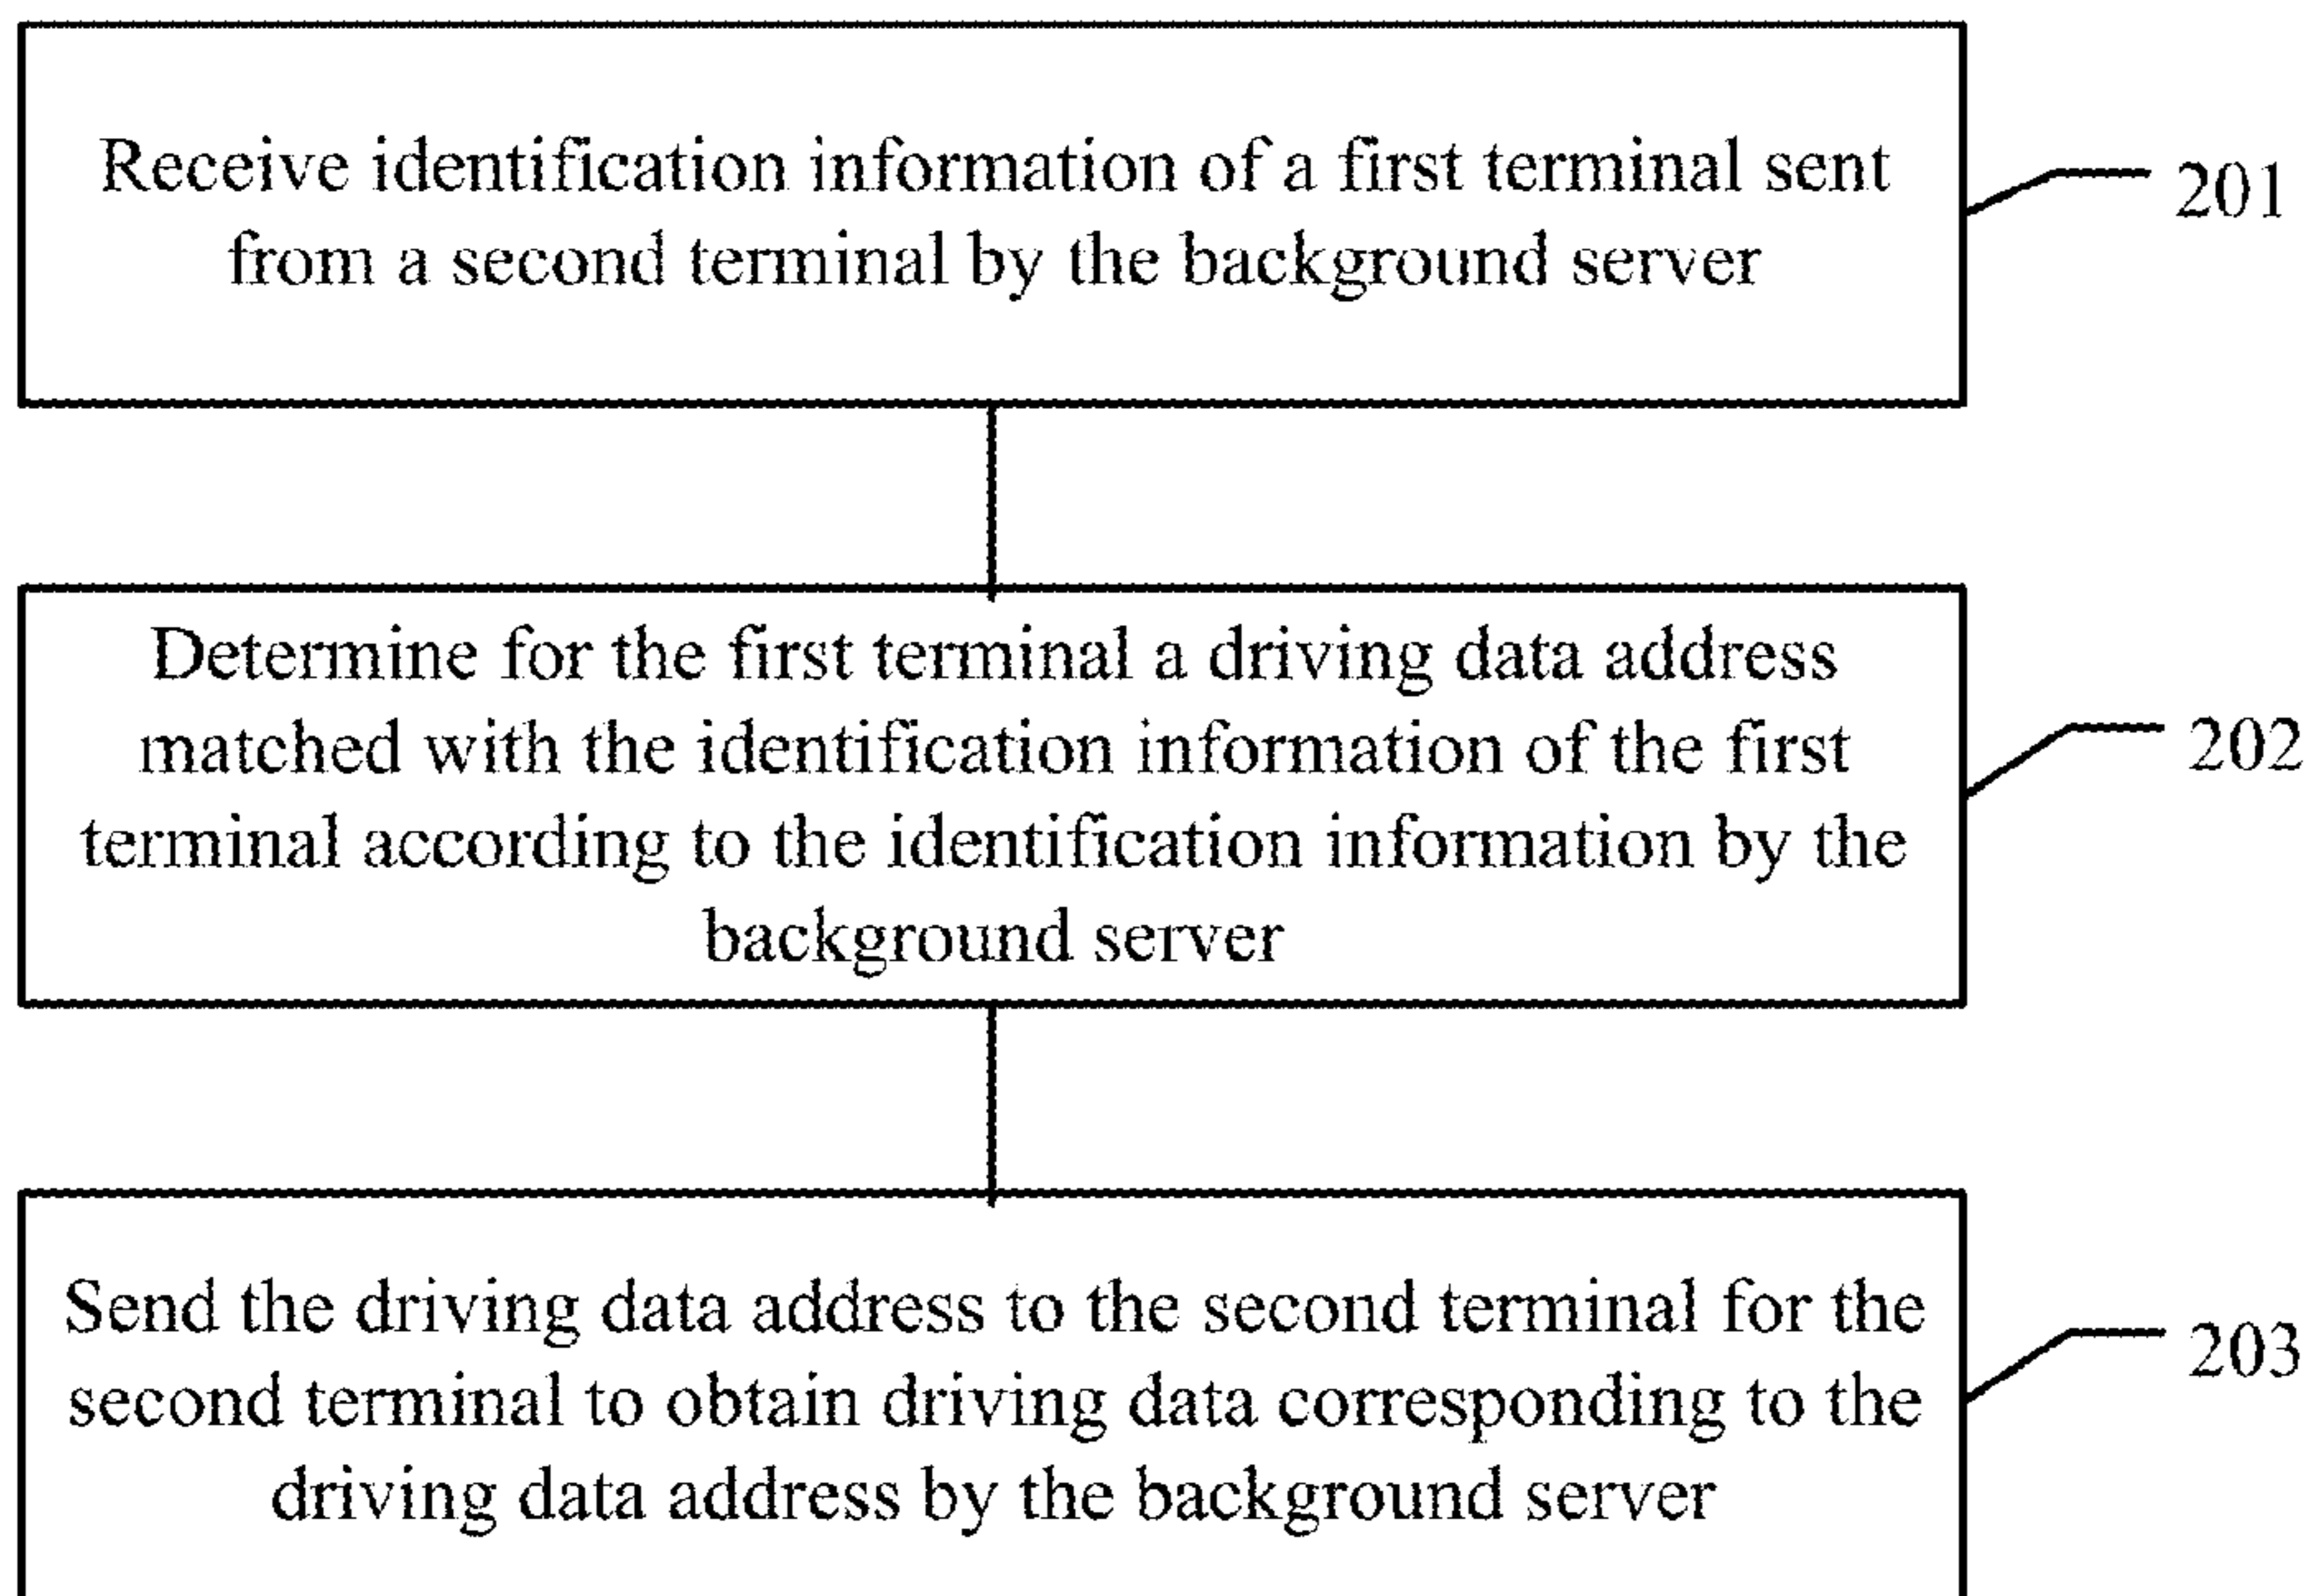 Receive identification information of a first terminal sent
from a second terminal by the background server
201
Determine for the first terminal a driving data address
matched with the identification information of the first
terminal according to the identification information by the
background server
202
Send the driving data address to the second terminal for the
second terminal to obtain driving data corresponding to the
driving data address by the background server
203